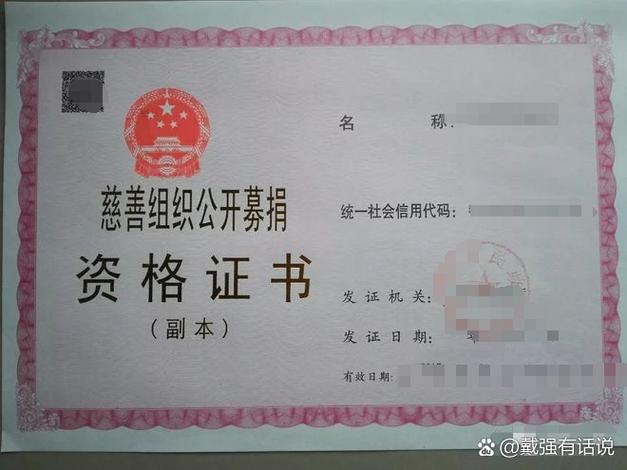 慈善组织公开募捐
资格证书
（副本）
名 称：
统一社会信用代码：
发证机关：
发证日期：
有效日期：
@戴强有话说